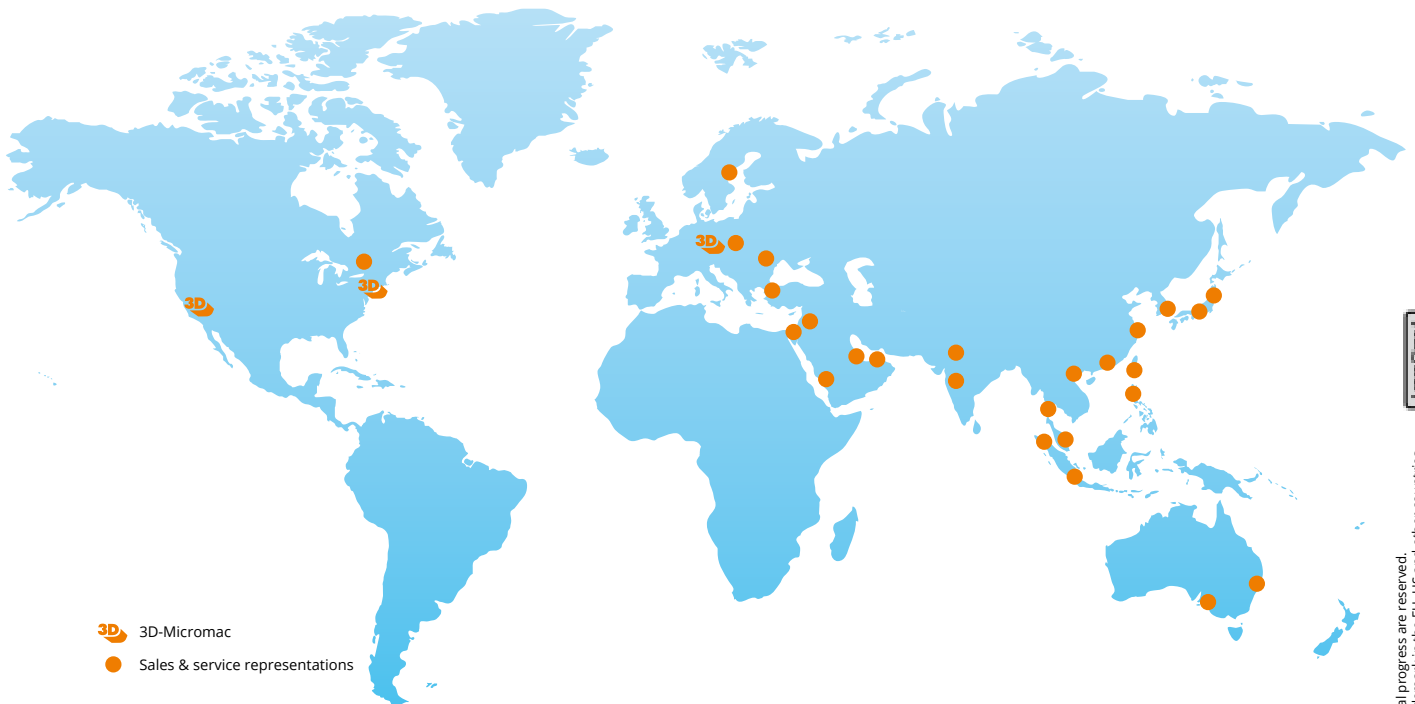 3D
3D
3D
3D 3D-Micromac
Sales & service representations
al progress are reserved.